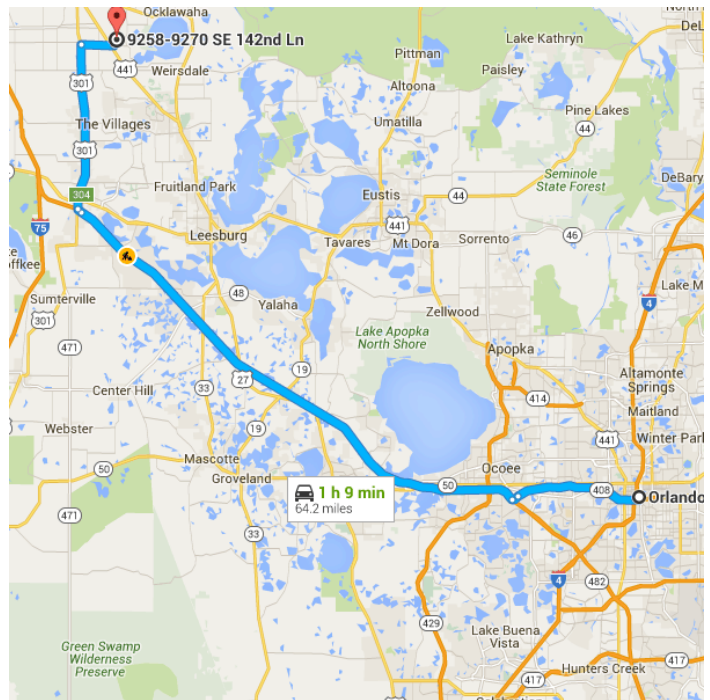 Ocklawaha
9258-9270 SE 142nd Ln
441
Weirsdale
301
The Villages
301
304
Fruitland Park
Leesburg
75
Sumterville
301
471
48
Yalaha
Center Hill
33
27
19
Webster
19
50
Mascotte
Groveland
471
33
Green Swamp
Wilderness
Preserve
Pittman
Altoona
Umatilla
Lake Kathryn
Paisley
Pine Lakes
44
Seminole
State Forest
DeBary
Eustis
44
441
Tavares
Mt Dora
Sorrento
46
Zellwood
4
Lake Apopka
North Shore
Apopka
Altamonte
Springs
414
Maitland
441
Winter Park
Ocoee
50
408
Orlando
1 h 9 min
64.2 miles
4
482
429
Lake Buena
Vista
Hunters Creek
417
417